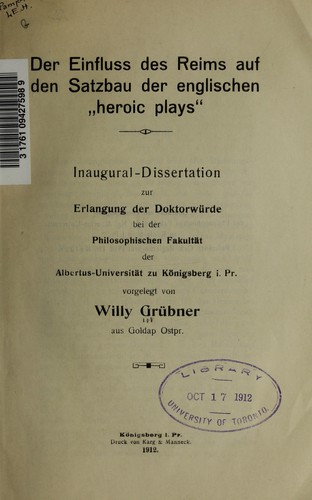 Pamp
L.E.H.
G
Der Einfluss des Reims auf
den Satzbau der englischen
„heroic plays“
Inaugural-Dissertation
zur
Erlangung der Doktorwürde
bei der
Philosophischen Fakultät
der
Albertus-Universität zu Königsberg i. Pr.
vorgelegt von
Willy Grübner
aus Goldap Ostpr.
LIBRARY
OCT 17 1912
UNIVERSITY OF TORONTO
Königsberg i. Pr.
Druck von Karg & Manneck.
1912.
3 1761 09427598 9